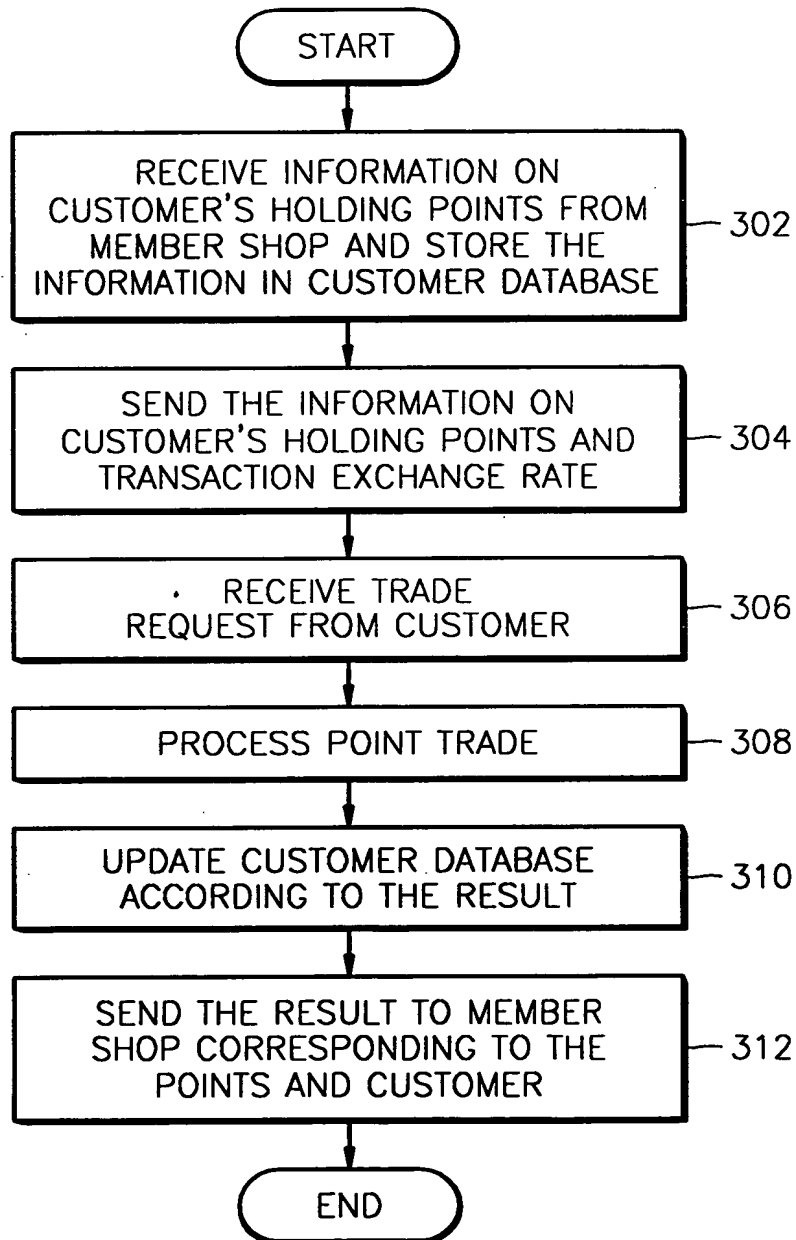 START
RECEIVE INFORMATION ON
CUSTOMER'S HOLDING POINTS FROM
MEMBER SHOP AND STORE THE
INFORMATION IN CUSTOMER DATABASE
302
SEND THE INFORMATION ON
CUSTOMER'S HOLDING POINTS AND
TRANSACTION EXCHANGE RATE
304
RECEIVE TRADE
REQUEST FROM CUSTOMER
306
PROCESS POINT TRADE
308
UPDATE CUSTOMER DATABASE
ACCORDING TO THE RESULT
310
SEND THE RESULT TO MEMBER
SHOP CORRESPONDING TO THE
POINTS AND CUSTOMER
312
END